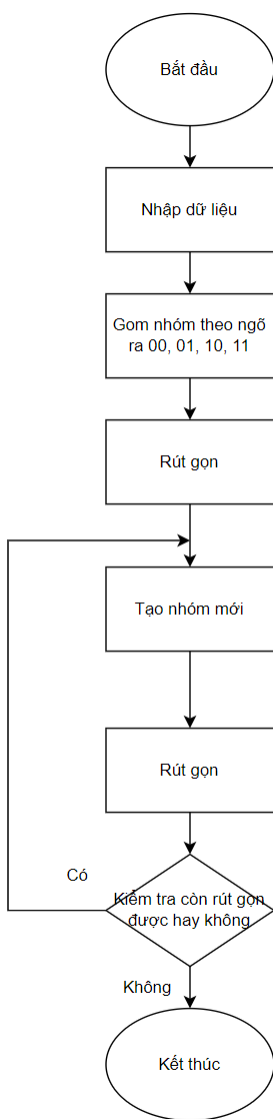 Bắt đầu
Nhập dữ liệu
Gom nhóm theo ngõ
ra 00, 01, 10, 11
Rút gọn
Tạo nhóm mới
Rút gọn
Có
Kiểm tra còn rút gọn
được hay không
Không
Kết thúc